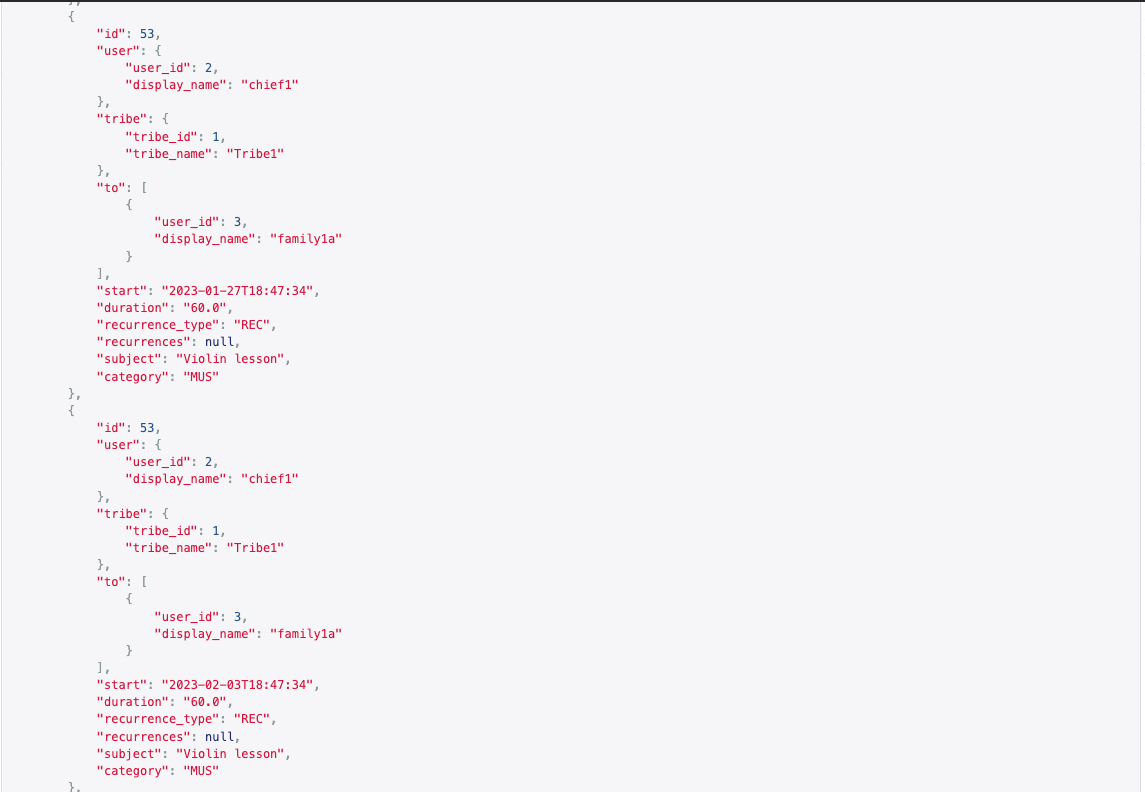 },
{
"id": 53,
"user": {
"user_id": 2,
"display_name": "chief1"
},
"tribe": {
"tribe_id": 1,
"tribe_name": "Tribe1"
},
"to": [
{
"user_id": 3,
"display_name": "family1a"
}
],
"start": "2023-01-27T18:47:34",
"duration": "60.0",
"recurrence_type": "REC",
"recurrences": null,
"subject": "Violin lesson",
"category": "MUS"
},
{
"id": 53,
"user": {
"user_id": 2,
"display_name": "chief1"
},
"tribe": {
"tribe_id": 1,
"tribe_name": "Tribe1"
},
"to": [
{
"user_id": 3,
"display_name": "family1a"
}
],
"start": "2023-02-03T18:47:34",
"duration": "60.0",
"recurrence_type": "REC",
"recurrences": null,
"subject": "Violin lesson",
"category": "MUS"
},